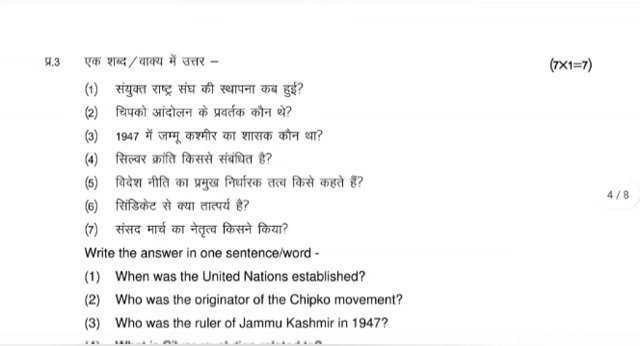 प्र.3 एक शब्द/वाक्य में उत्तर – (7X1=7)
(1) संयुक्त राष्ट्र संघ की स्थापना कब हुई?
(2) चिपको आंदोलन के प्रवर्तक कौन थे?
(3) 1947 में जम्मू कश्मीर का शासक कौन था?
(4) सिल्वर क्रांति किससे संबंधित है?
(5) विदेश नीति का प्रमुख निर्धारक तत्व किसे कहते हैं?
4 / 8
(6) सिंडिकेट से क्या तात्पर्य है?
(7) संसद मार्च का नेतृत्व किसने किया?
Write the answer in one sentence/word -
(1) When was the United Nations established?
(2) Who was the originator of the Chipko movement?
(3) Who was the ruler of Jammu Kashmir in 1947?